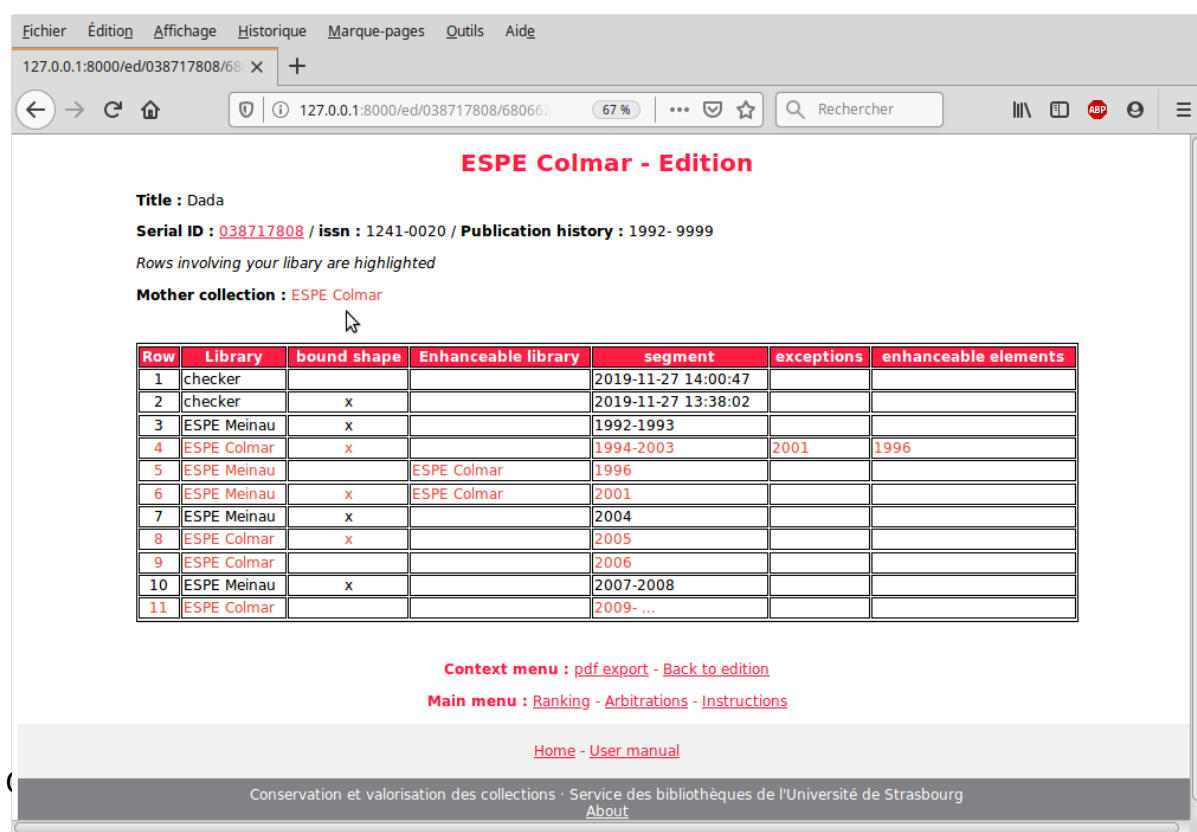 Fichier Édition Affichage Historique Marque-pages Outils Aide
127.0.0.1:8000/ed/038717808/68
127.0.0.1:8000/ed/038717808/680662 67 % Rechercher ABP
ESPE Colmar - Edition
Title : Dada
Serial ID : 038717808 / issn : 1241-0020 / Publication history : 1992- 9999
Rows involving your libary are highlighted
Mother collection : ESPE Colmar
Row Library bound shape Enhanceable library segment exceptions enhanceable elements
1 checker 2019-11-27 14:00:47
2 checker x 2019-11-27 13:38:02
3 ESPE Meinau x 1992-1993
4 ESPE Colmar x 1994-2003 2001 1996
5 ESPE Meinau ESPE Colmar 1996
6 ESPE Meinau x ESPE Colmar 2001
7 ESPE Meinau x 2004
8 ESPE Colmar x 2005
9 ESPE Colmar 2006
10 ESPE Meinau x 2007-2008
11 ESPE Colmar 2009- ...
Context menu : pdf export - Back to edition
Main menu : Ranking - Arbitrations - Instructions
Home - User manual
Conservation et valorisation des collections · Service des bibliothèques de l'Université de Strasbourg
About